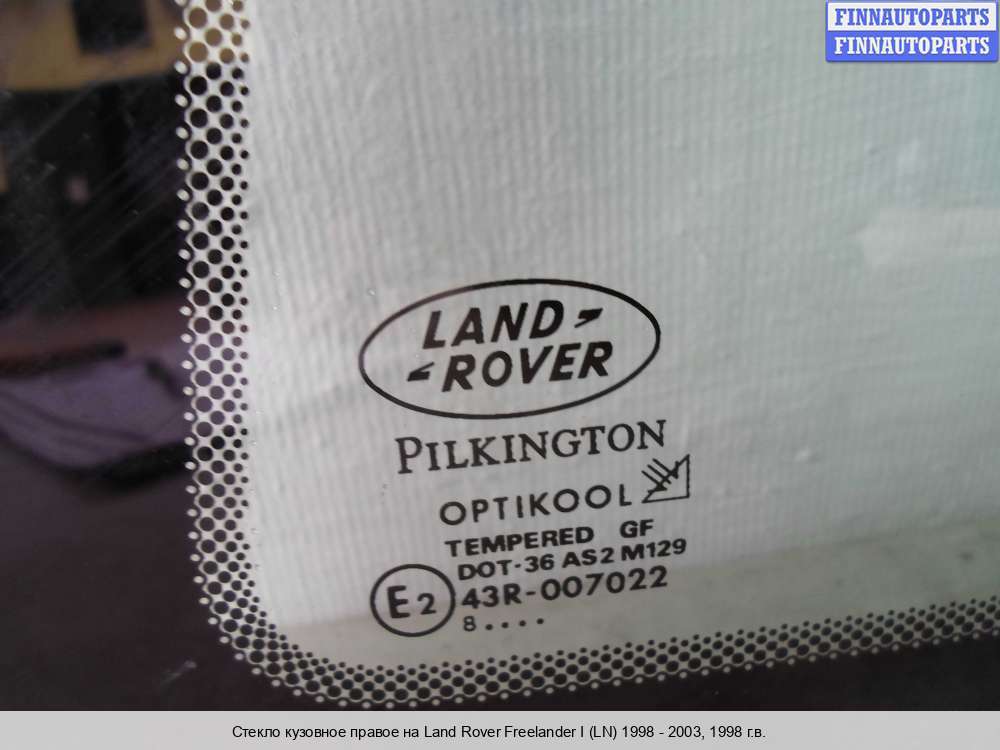 FINNAUTOPARTS
FINNAUTOPARTS
LAND
ROVER
PILKINGTON
OPTIKOOL
TEMPERED GF
DOT-36 AS2 M129
E2 43R-007022
8....
Стекло кузовное правое на Land Rover Freelander I (LN) 1998 - 2003, 1998 г.в.